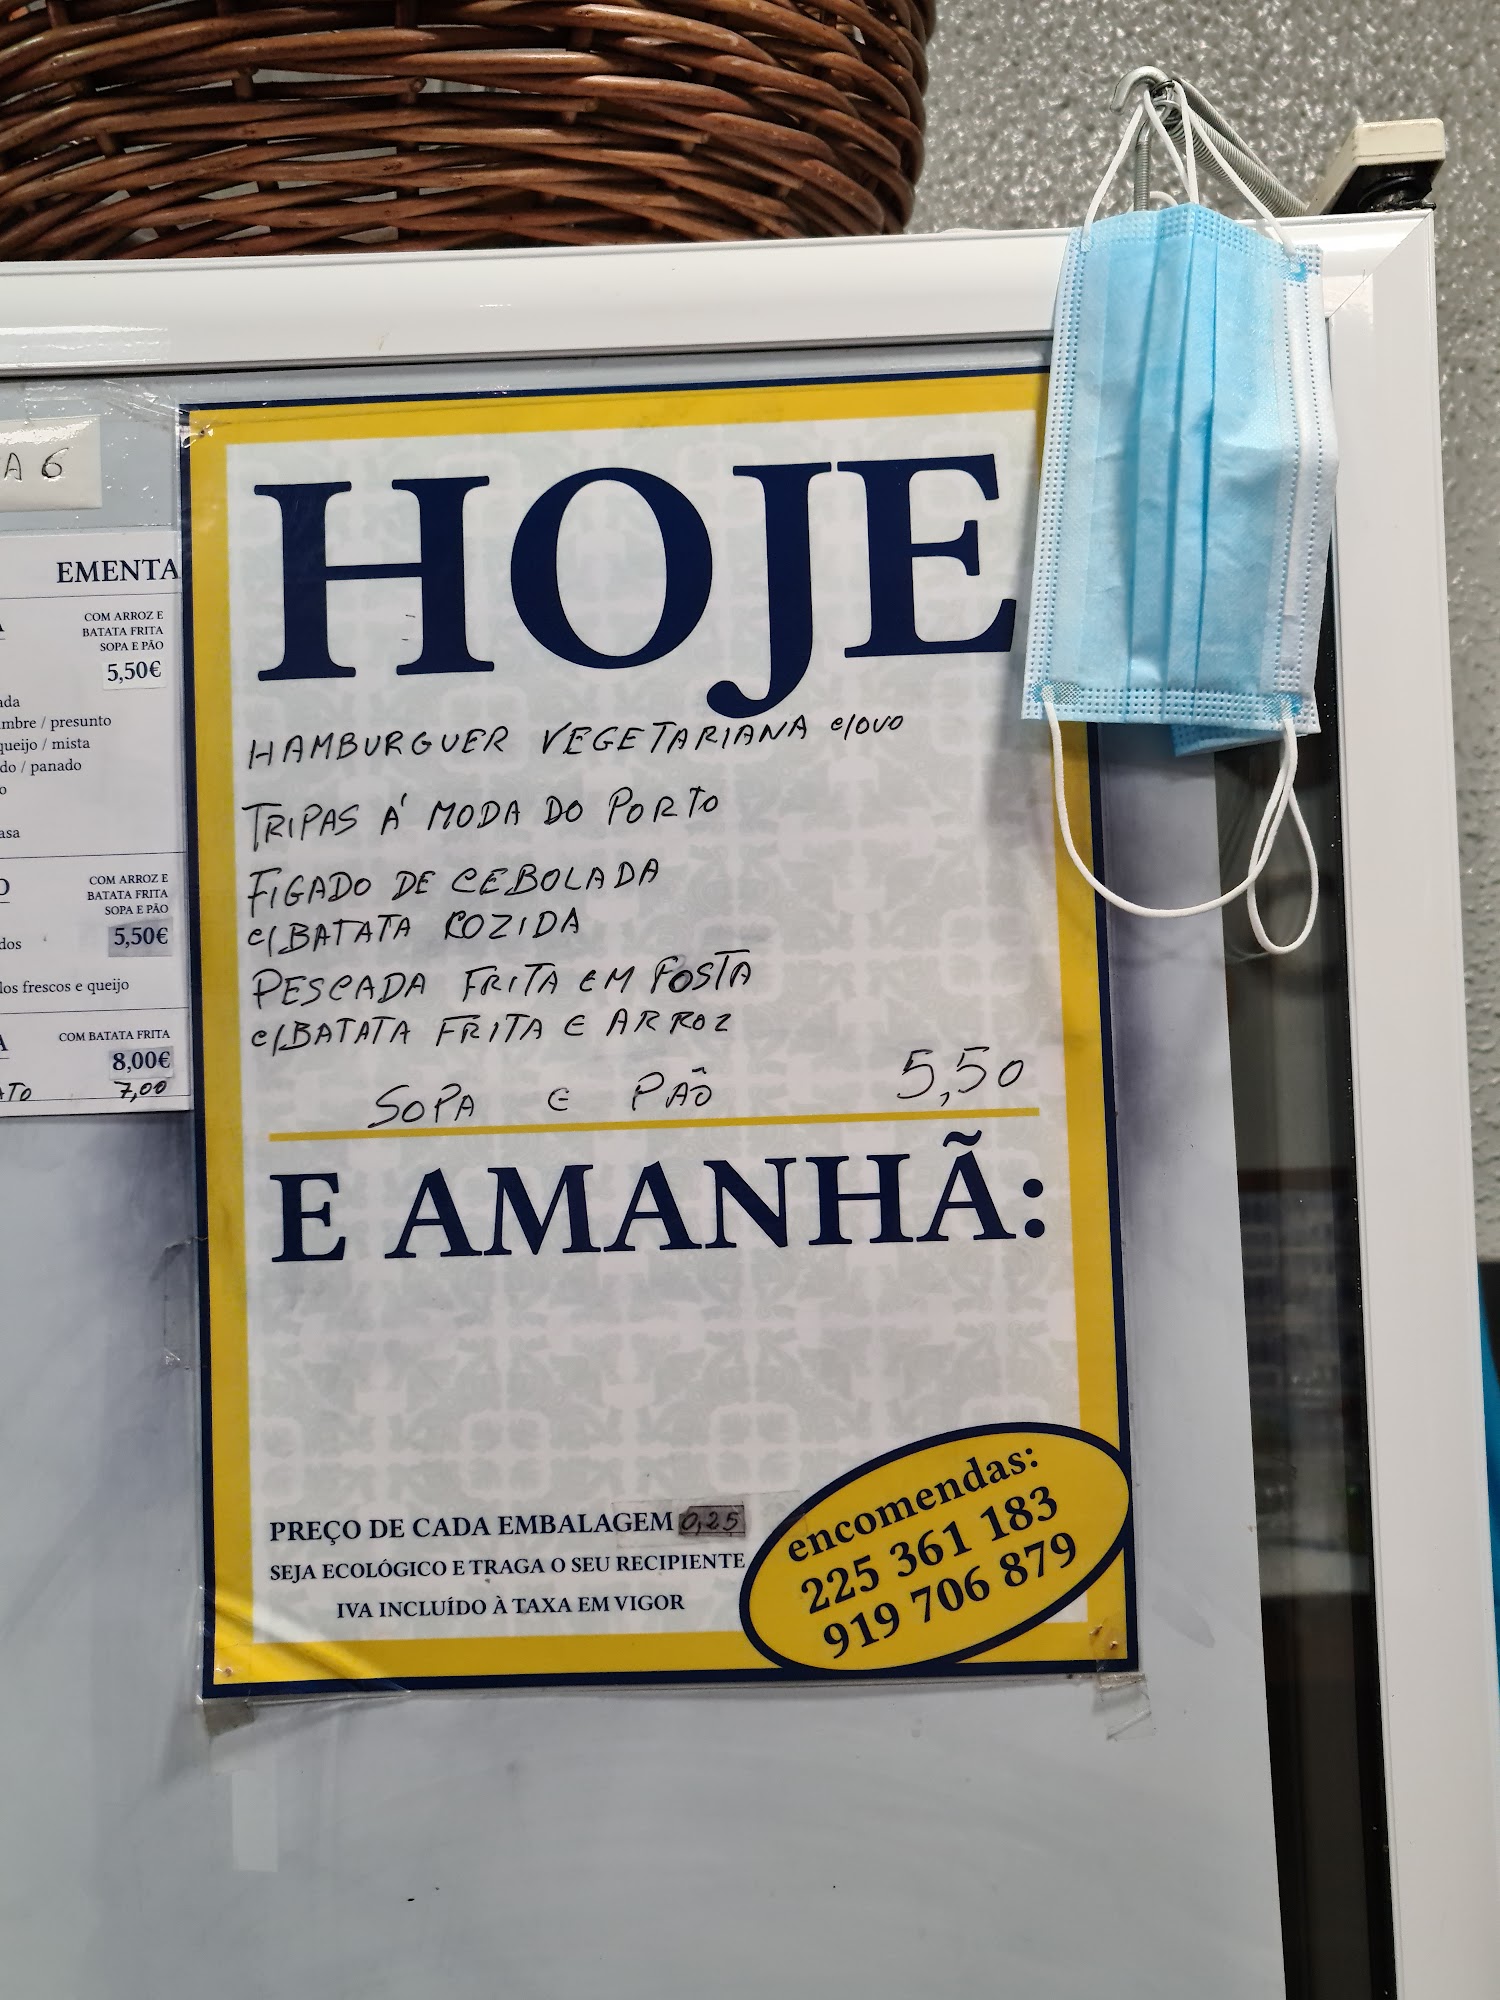 A 6
EMENTA
COM ARROZ E
BATATA FRITA
SOPA E PÃO
5,50€
mbre / presunto
queijo / mista
do / panado
COM ARROZ E
BATATA FRITA
SOPA E PÃO
5,50€
dos
los frescos e queijo
COM BATATA FRITA
8,00€
7,00
HOJE
HAMBURGUER VEGETARIANA C/OVO
TRIPAS Á MODA DO PORTO
FIGADO DE CEBOLADA
C/BATATA COZIDA
PESCADA FRITA EM POSTA
C/BATATA FRITA E ARROZ
SOPA E PÃO 5,50
E AMANHÃ:
PREÇO DE CADA EMBALAGEM 0,25
SEJA ECOLÓGICO E TRAGA O SEU RECIPIENTE
IVA INCLUÍDO À TAXA EM VIGOR
encomendas:
225 361 183
919 706 879